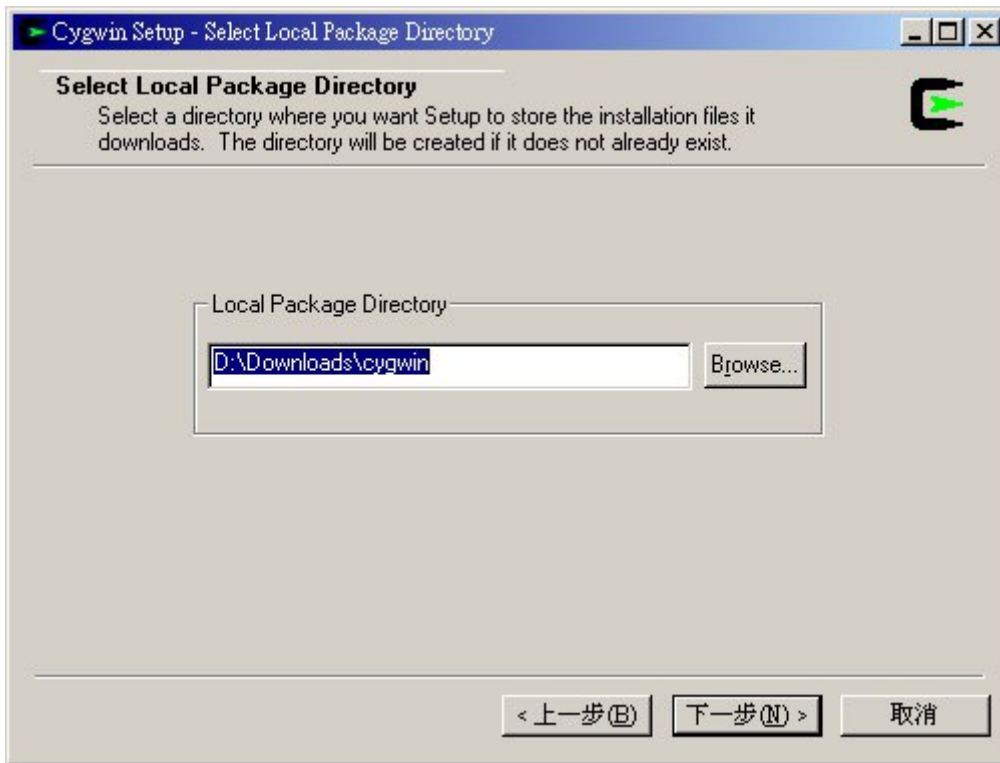 Cygwin Setup - Select Local Package Directory
Select Local Package Directory
Select a directory where you want Setup to store the installation files it
downloads. The directory will be created if it does not already exist.
Local Package Directory
D:\Downloads\cygwin
Browse...
< 上一步(B)
下一步(N) >
取消